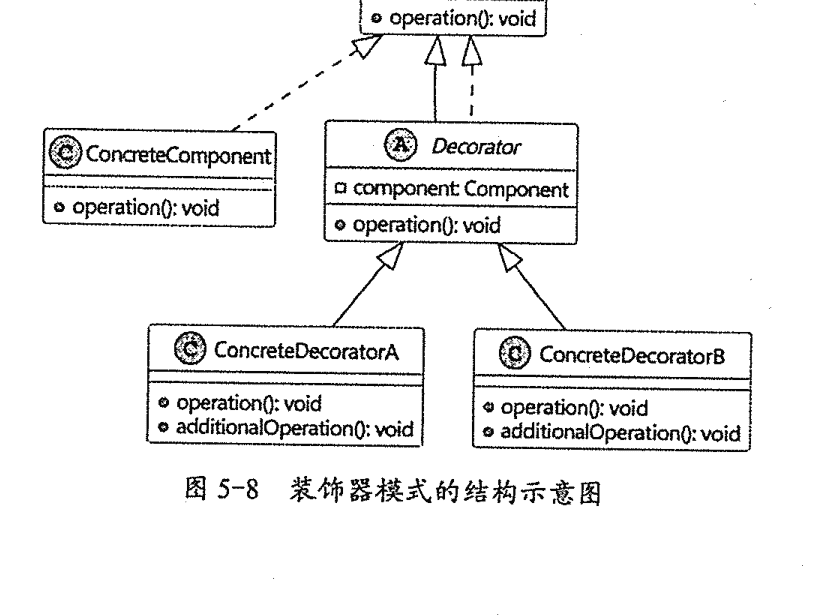 operation(): void
C ConcreteComponent
operation(): void
A Decorator
component: Component
operation(): void
C ConcreteDecoratorA
operation(): void
additionalOperation(): void
C ConcreteDecoratorB
operation(): void
additionalOperation(): void
图 5-8 装饰器模式的结构示意图